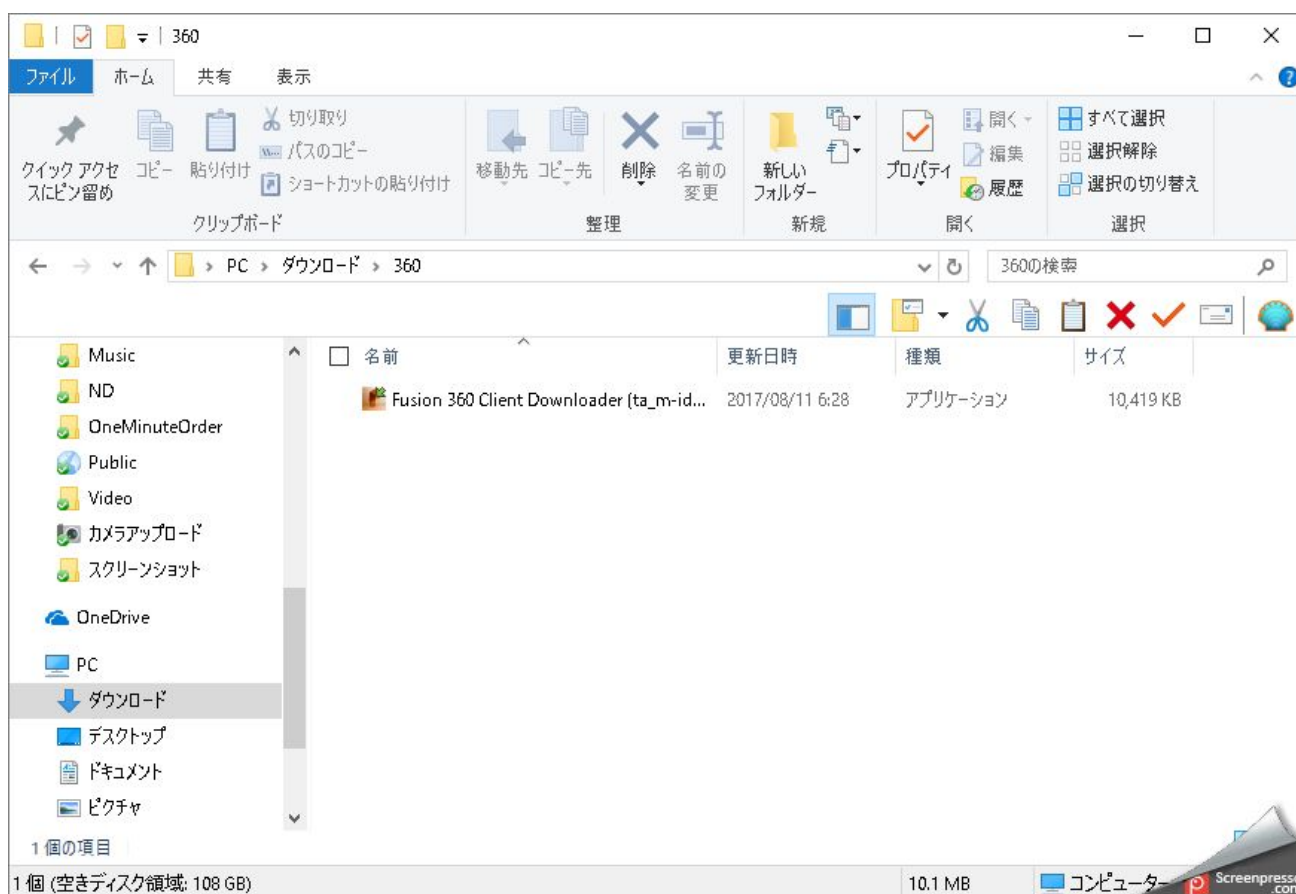 360
ファイル ホーム 共有 表示
クイック アクセスにピン留め
コピー
貼り付け
切り取り
パスのコピー
ショートカットの貼り付け
クリップボード
移動先
コピー先
削除
名前の変更
整理
新しいフォルダー
新規
プロパティ
開く
編集
履歴
開く
すべて選択
選択解除
選択の切り替え
選択
PC › ダウンロード › 360
360の検索
名前 更新日時 種類 サイズ
Fusion 360 Client Downloader (ta_m-id... 2017/08/11 6:28 アプリケーション 10,419 KB
Music
ND
OneMinuteOrder
Public
Video
カメラアップロード
スクリーンショット
OneDrive
PC
ダウンロード
デスクトップ
ドキュメント
ピクチャ
1 個の項目
1 個 (空きディスク領域: 108 GB) 10.1 MB コンピューター
Screenpresso
.com